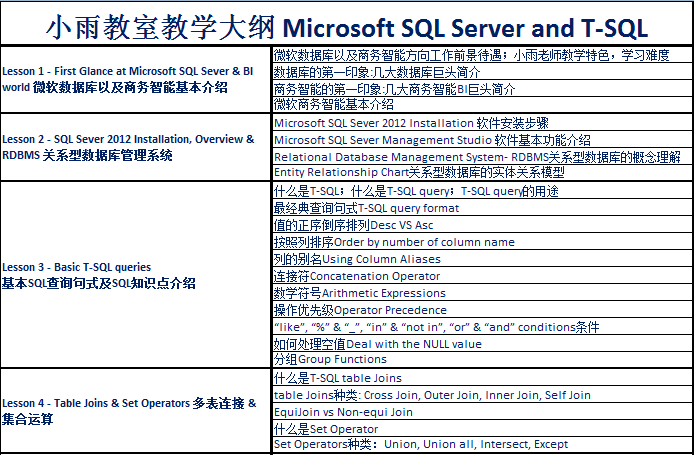 小雨教室教学大纲 Microsoft SQL Server and T-SQL
Lesson 1 - First Glance at Microsoft SQL Sever & BI
world 微软数据库以及商务智能基本介绍
微软数据库以及商务智能方向工作前景待遇；小雨老师教学特色，学习难度
数据库的第一印象:几大数据库巨头简介
商务智能的第一印象:几大商务智能BI巨头简介
微软商务智能基本介绍
Lesson 2 - SQL Sever 2012 Installation, Overview &
RDBMS 关系型数据库管理系统
Microsoft SQL Sever 2012 Installation 软件安装步骤
Microsoft SQL Sever Management Studio 软件基本功能介绍
Relational Database Management System- RDBMS关系型数据库的概念理解
Entity Relationship Chart关系型数据库的实体关系模型
Lesson 3 - Basic T-SQL queries
基本SQL查询句式及SQL知识点介绍
什么是T-SQL；什么是T-SQL query；T-SQL query的用途
最经典查询句式T-SQL query format
值的正序倒序排列Desc VS Asc
按照列排序Order by number of column name
列的别名Using Column Aliases
连接符Concatenation Operator
数学符号Arithmetic Expressions
操作优先级Operator Precedence
“like”, “%” & “_”, “in” & “not in”, “or” & “and” conditions条件
如何处理空值Deal with the NULL value
分组Group Functions
Lesson 4 - Table Joins & Set Operators 多表连接 &
集合运算
什么是T-SQL table Joins
table Joins种类: Cross Join, Outer Join, Inner Join, Self Join
EquiJoin vs Non-equi Join
什么是Set Operator
Set Operators种类：Union, Union all, Intersect, Except